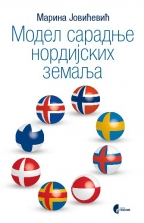 Марина Јовићевић
Модел сарадње
нордијских
земаља